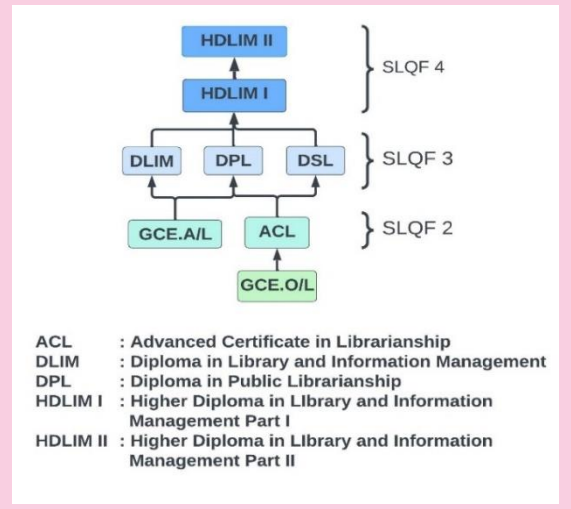 HDLIM II
SLQF 4
HDLIM I
DLIM DPL DSL SLQF 3
GCE.A/L ACL SLQF 2
GCE.O/L
ACL : Advanced Certificate in Librarianship
DLIM : Diploma in Library and Information Management
DPL : Diploma in Public Librarianship
HDLIM I : Higher Diploma in LIbrary and Information
Management Part I
HDLIM II : Higher Diploma in LIbrary and Information
Management Part II